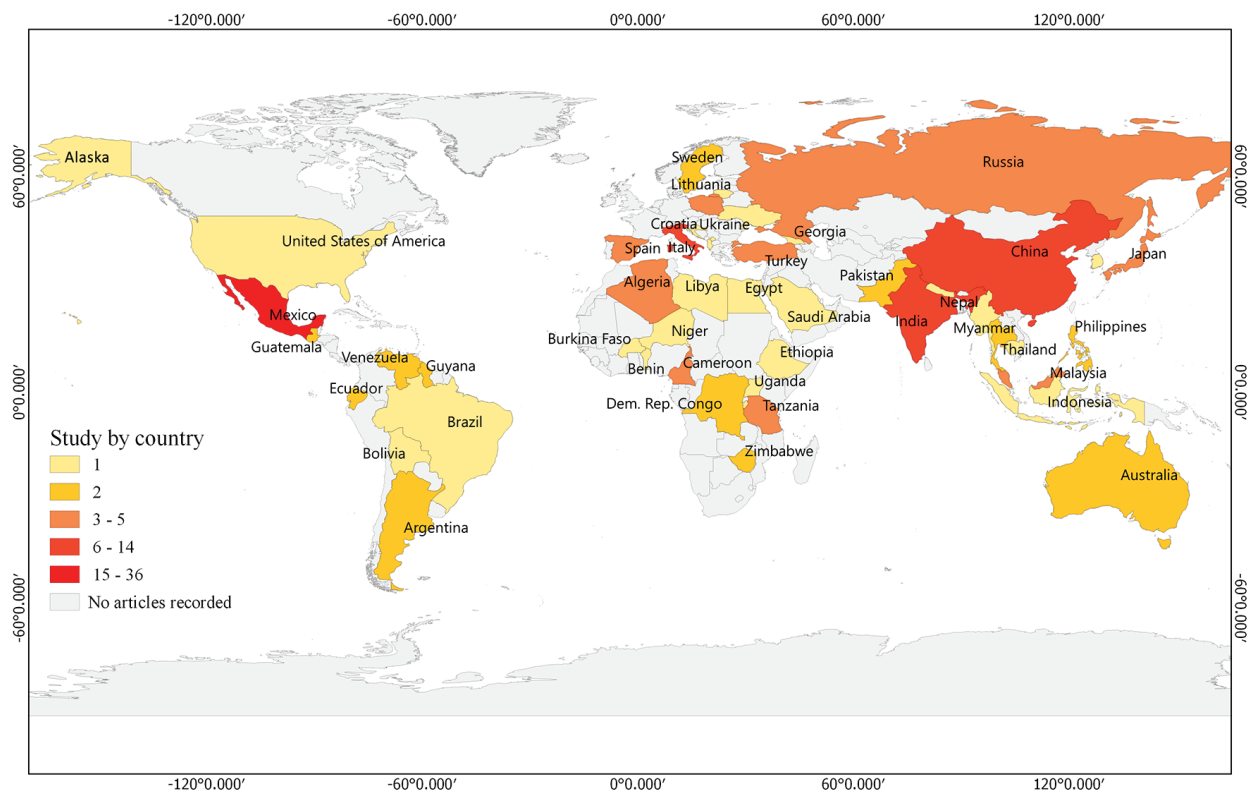 -120°0.000′ -60°0.000′ 0°0.000′ 60°0.000′ 120°0.000′
60°0.000′
0°0.000′
-60°0.000′
60°0.000′
0°0.000′
-60°0.000′
Alaska
Sweden
Russia
Lithuania
Croatia
Ukraine
Georgia
United States of America
Spain
Italy
China
Japan
Turkey
Pakistan
Algeria
Libya
Egypt
Nepal
Mexico
Saudi Arabia
India
Myanmar
Philippines
Niger
Burkina Faso
Guatemala
Thailand
Venezuela
Ethiopia
Guyana
Cameroon
Benin
Malaysia
Uganda
Ecuador
Dem. Rep. Congo
Tanzania
Indonesia
Brazil
Bolivia
Zimbabwe
Australia
Argentina
Study by country
1
2
3 - 5
6 - 14
15 - 36
No articles recorded
-120°0.000′ -60°0.000′ 0°0.000′ 60°0.000′ 120°0.000′